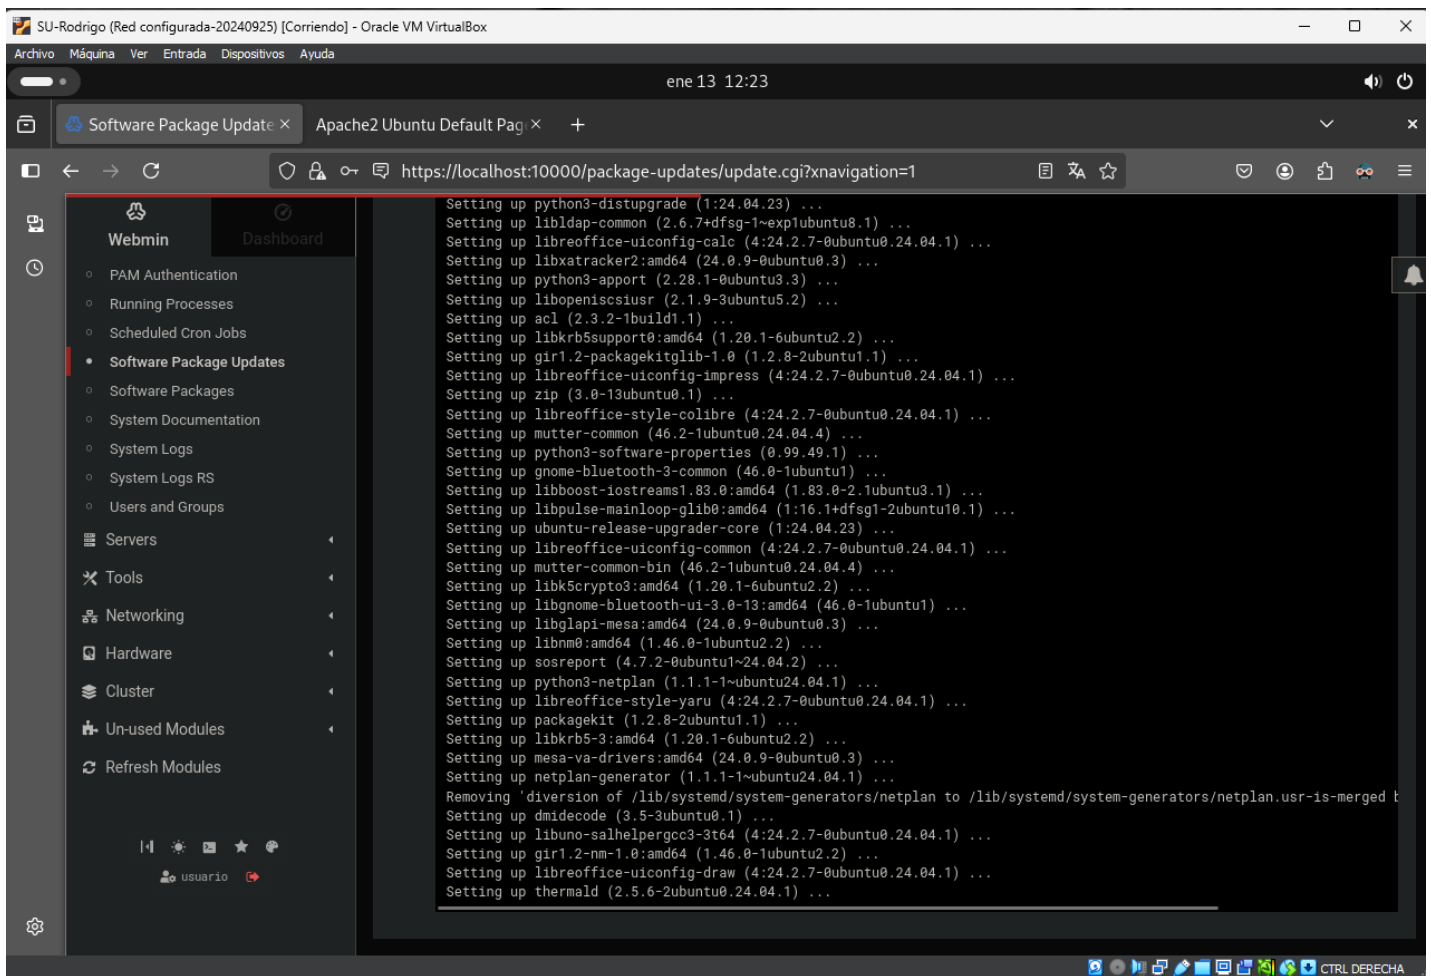 SU-Rodrigo (Red configurada-20240925) [Corriendo] - Oracle VM VirtualBox
Archivo Máquina Ver Entrada Dispositivos Ayuda
ene 13 12:23
Software Package Update
Apache2 Ubuntu Default Pag
https://localhost:10000/package-updates/update.cgi?xnavigation=1
Webmin
Dashboard
PAM Authentication
Running Processes
Scheduled Cron Jobs
Software Package Updates
Software Packages
System Documentation
System Logs
System Logs RS
Users and Groups
Servers
Tools
Networking
Hardware
Cluster
Un-used Modules
Refresh Modules
usuario
Setting up python3-distupgrade (1:24.04.23) ...
Setting up libldap-common (2.6.7+dfsg-1~exp1ubuntu8.1) ...
Setting up libreoffice-uiconfig-calc (4:24.2.7-0ubuntu0.24.04.1) ...
Setting up libxatracker2:amd64 (24.0.9-0ubuntu0.3) ...
Setting up python3-apport (2.28.1-0ubuntu3.3) ...
Setting up libopeniscsiusr (2.1.9-3ubuntu5.2) ...
Setting up acl (2.3.2-1build1.1) ...
Setting up libkrb5support0:amd64 (1.20.1-6ubuntu2.2) ...
Setting up gir1.2-packagekitglib-1.0 (1.2.8-2ubuntu1.1) ...
Setting up libreoffice-uiconfig-impress (4:24.2.7-0ubuntu0.24.04.1) ...
Setting up zip (3.0-13ubuntu0.1) ...
Setting up libreoffice-style-colibre (4:24.2.7-0ubuntu0.24.04.1) ...
Setting up mutter-common (46.2-1ubuntu0.24.04.4) ...
Setting up python3-software-properties (0.99.49.1) ...
Setting up gnome-bluetooth-3-common (46.0-1ubuntu1) ...
Setting up libboost-iostreams1.83.0:amd64 (1.83.0-2.1ubuntu3.1) ...
Setting up libpulse-mainloop-glib0:amd64 (1:16.1+dfsg1-2ubuntu10.1) ...
Setting up ubuntu-release-upgrader-core (1:24.04.23) ...
Setting up libreoffice-uiconfig-common (4:24.2.7-0ubuntu0.24.04.1) ...
Setting up mutter-common-bin (46.2-1ubuntu0.24.04.4) ...
Setting up libk5crypto3:amd64 (1.20.1-6ubuntu2.2) ...
Setting up libgnome-bluetooth-ui-3.0-13:amd64 (46.0-1ubuntu1) ...
Setting up libglapi-mesa:amd64 (24.0.9-0ubuntu0.3) ...
Setting up libnm0:amd64 (1.46.0-1ubuntu2.2) ...
Setting up sosreport (4.7.2-0ubuntu1~24.04.2) ...
Setting up python3-netplan (1.1.1-1~ubuntu24.04.1) ...
Setting up libreoffice-style-yaru (4:24.2.7-0ubuntu0.24.04.1) ...
Setting up packagekit (1.2.8-2ubuntu1.1) ...
Setting up libkrb5-3:amd64 (1.20.1-6ubuntu2.2) ...
Setting up mesa-va-drivers:amd64 (24.0.9-0ubuntu0.3) ...
Setting up netplan-generator (1.1.1-1~ubuntu24.04.1) ...
Removing 'diversion of /lib/systemd/system-generators/netplan to /lib/systemd/system-generators/netplan.usr-is-merged b
Setting up dmidecode (3.5-3ubuntu0.1) ...
Setting up libuno-salhelpergcc3-3t64 (4:24.2.7-0ubuntu0.24.04.1) ...
Setting up gir1.2-nm-1.0:amd64 (1.46.0-1ubuntu2.2) ...
Setting up libreoffice-uiconfig-draw (4:24.2.7-0ubuntu0.24.04.1) ...
Setting up thermald (2.5.6-2ubuntu0.24.04.1) ...
CTRL DERECHA